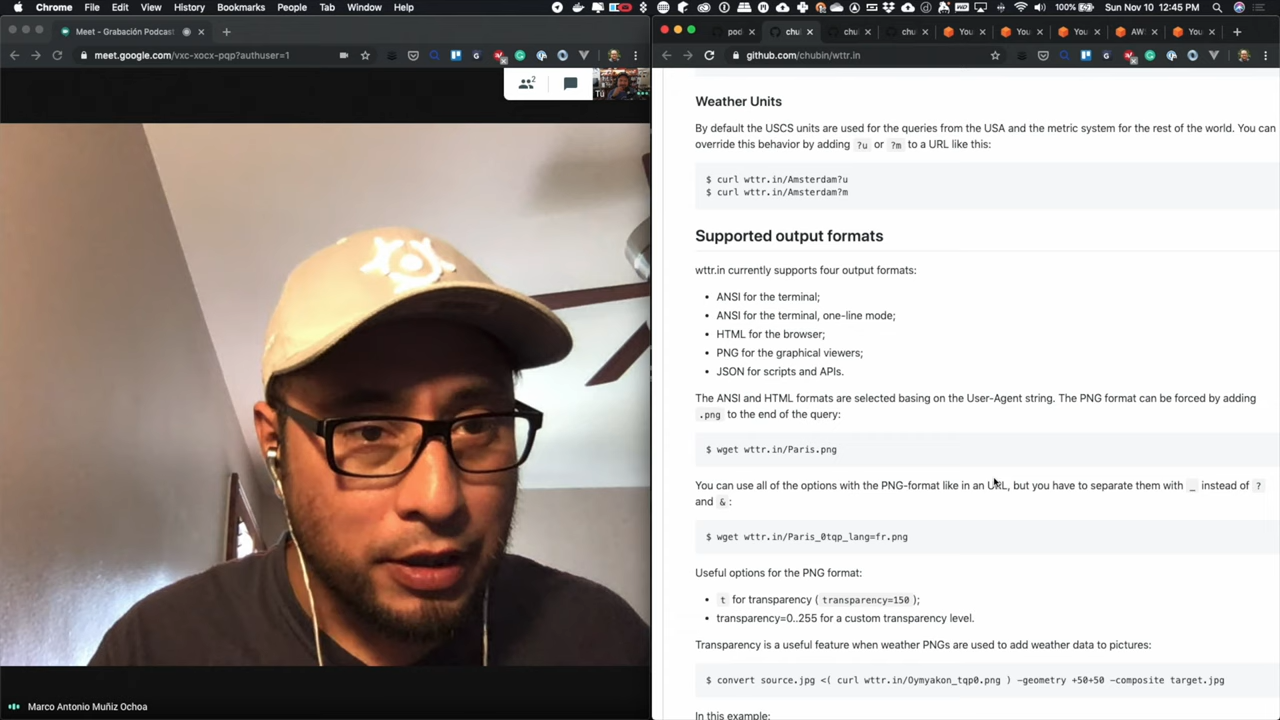 Chrome File Edit View History Bookmarks People Tab Window Help
100% Sun Nov 10 12:45 PM
Meet - Grabación Podcast
meet.google.com/vxc-xocx-pqp?authuser=1
2
Tú
Marco Antonio Muñiz Ochoa
pod chu chu chu You You You AW You
github.com/chubin/wttr.in
Weather Units
By default the USCS units are used for the queries from the USA and the metric system for the rest of the world. You can
override this behavior by adding ?u or ?m to a URL like this:
$ curl wttr.in/Amsterdam?u
$ curl wttr.in/Amsterdam?m
Supported output formats
wttr.in currently supports four output formats:
• ANSI for the terminal;
• ANSI for the terminal, one-line mode;
• HTML for the browser;
• PNG for the graphical viewers;
• JSON for scripts and APIs.
The ANSI and HTML formats are selected basing on the User-Agent string. The PNG format can be forced by adding
.png to the end of the query:
$ wget wttr.in/Paris.png
You can use all of the options with the PNG-format like in an URL, but you have to separate them with _ instead of ?
and & :
$ wget wttr.in/Paris_0tqp_lang=fr.png
Useful options for the PNG format:
• t for transparency ( transparency=150 );
• transparency=0..255 for a custom transparency level.
Transparency is a useful feature when weather PNGs are used to add weather data to pictures:
$ convert source.jpg <( curl wttr.in/Oymyakon_tqp0.png ) -geometry +50+50 -composite target.jpg
In this example: